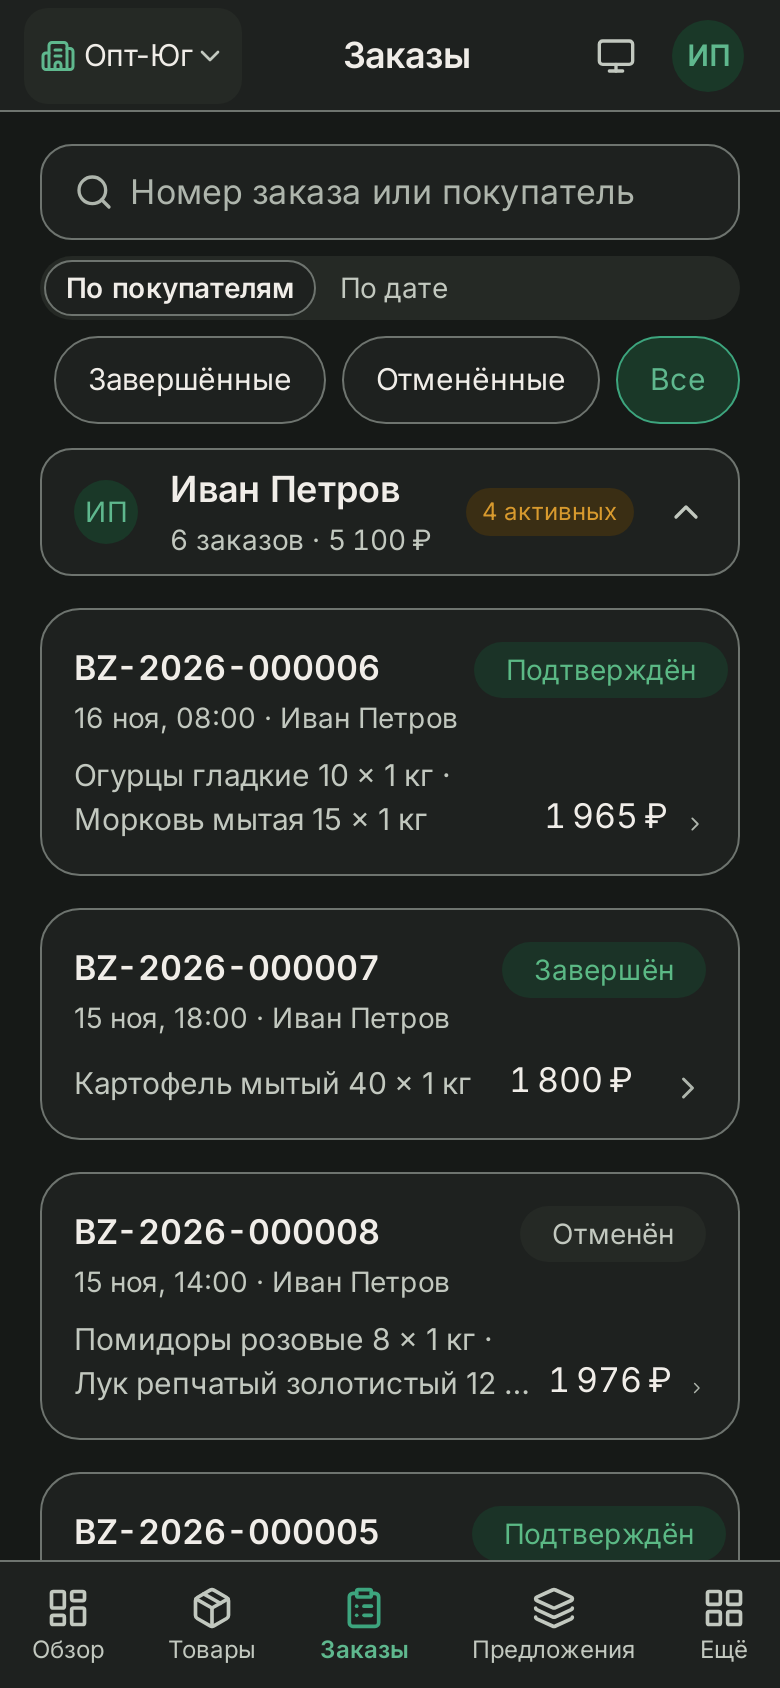 Опт-Юг
Заказы
ИП
Номер заказа или покупатель
По покупателям
По дате
Завершённые
Отменённые
Все
ИП
Иван Петров
6 заказов · 5 100 ₽
4 активных
BZ-2026-000006
Подтверждён
16 ноя, 08:00 · Иван Петров
Огурцы гладкие 10 × 1 кг ·
Морковь мытая 15 × 1 кг
1 965 ₽
BZ-2026-000007
Завершён
15 ноя, 18:00 · Иван Петров
Картофель мытый 40 × 1 кг
1 800 ₽
BZ-2026-000008
Отменён
15 ноя, 14:00 · Иван Петров
Помидоры розовые 8 × 1 кг ·
Лук репчатый золотистый 12 ...
1 976 ₽
BZ-2026-000005
Подтверждён
Обзор
Товары
Заказы
Предложения
Ещё